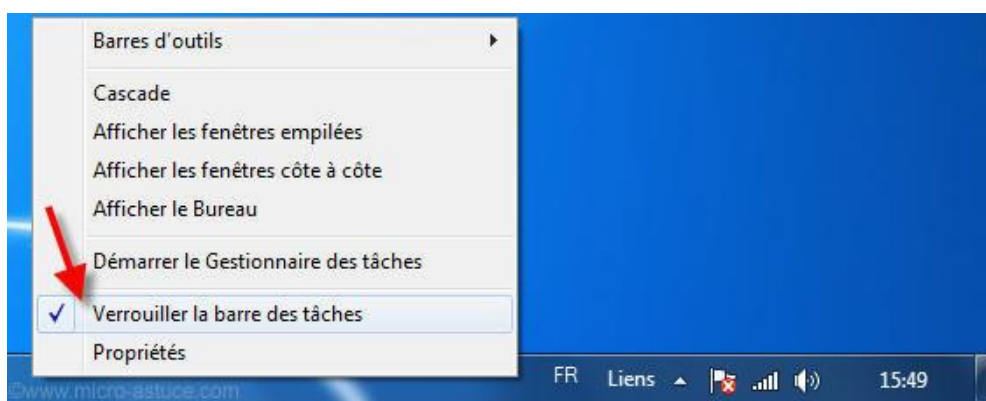 Barres d'outils
Cascade
Afficher les fenêtres empilées
Afficher les fenêtres côte à côte
Afficher le Bureau
Démarrer le Gestionnaire des tâches
Verrouiller la barre des tâches
Propriétés
FR Liens 15:49
©www.micro-astuce.com